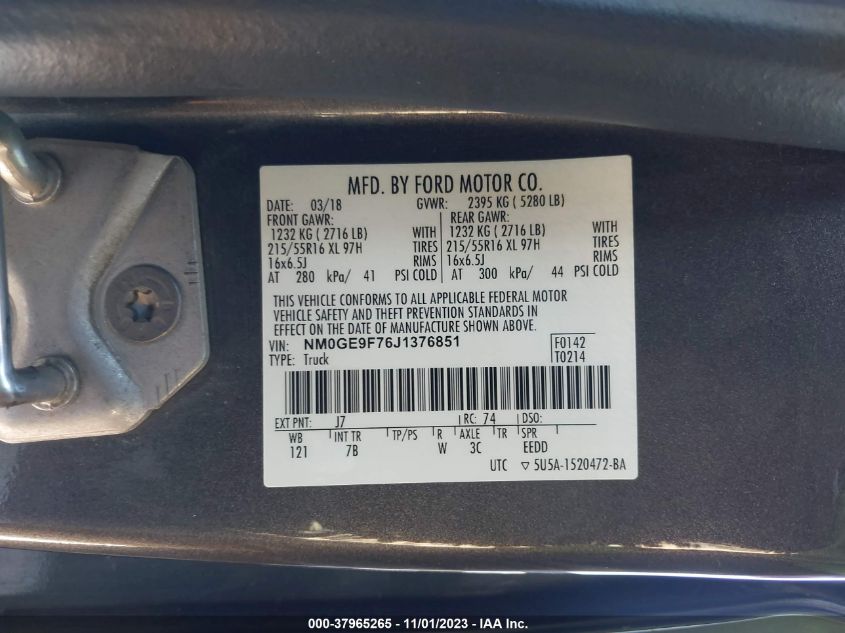 MFD. BY FORD MOTOR CO.
DATE: 03/18 GVWR: 2395 KG ( 5280 LB)
FRONT GAWR: REAR GAWR:
1232 KG ( 2716 LB) WITH 1232 KG ( 2716 LB) WITH
215/55R16 XL 97H TIRES 215/55R16 XL 97H TIRES
16x6.5J RIMS 16x6.5J RIMS
AT 280 kPa/ 41 PSI COLD AT 300 kPa/ 44 PSI COLD
THIS VEHICLE CONFORMS TO ALL APPLICABLE FEDERAL MOTOR
VEHICLE SAFETY AND THEFT PREVENTION STANDARDS IN
EFFECT ON THE DATE OF MANUFACTURE SHOWN ABOVE.
VIN: NM0GE9F76J1376851 F0142
TYPE: Truck T0214
EXT PNT: J7 RC: 74 DSO:
WB INT TR TP/PS R AXLE TR SPR
121 7B W 3C EEDD
UTC ▽ 5U5A-1520472-BA
000-37965265 - 11/01/2023 - IAA Inc.